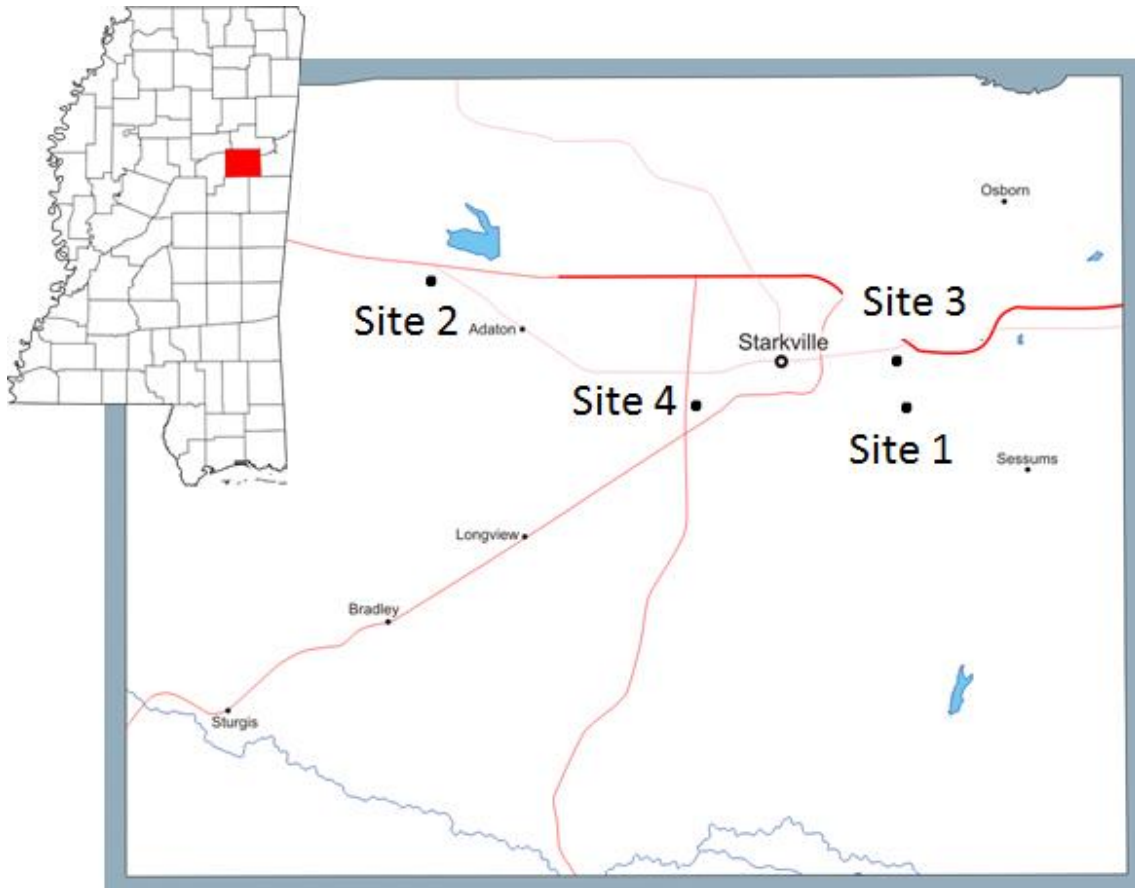 Osborn
Site 3
Site 2
Adaton
Starkville
Site 4
Site 1
Sessums
Longview
Bradley
Sturgis